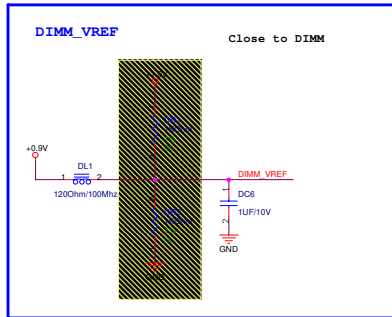 DIMM_VREF
Close to DIMM
+0.9V
DL1
1 2
120Ohm/100Mhz
DIMM_VREF
1
DC6
2
1UF/10V
GND